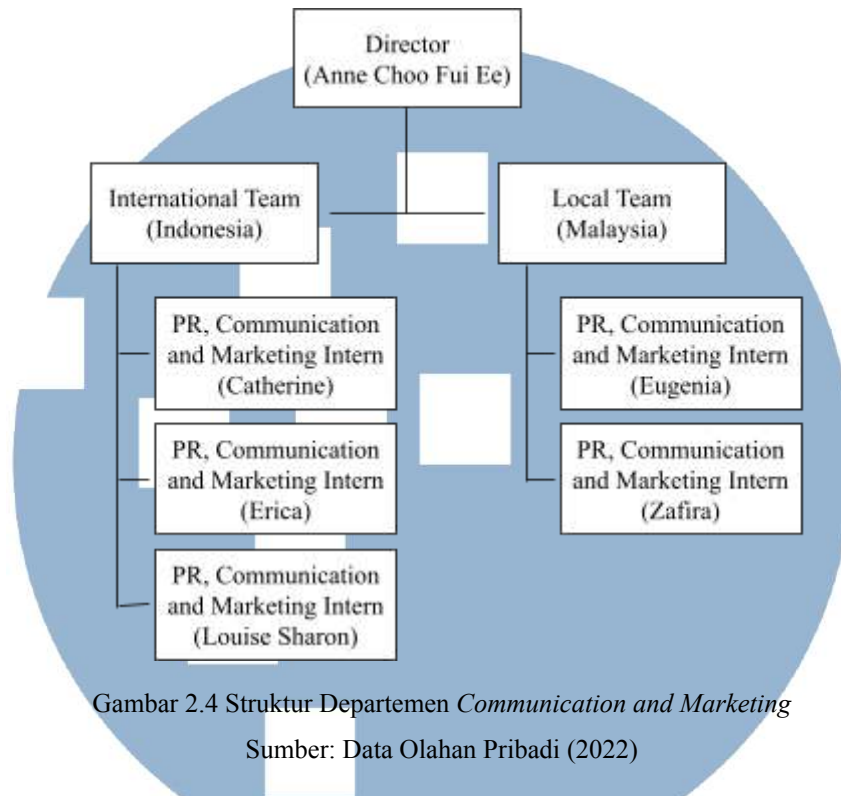 Director
(Anne Choo Fui Ee)
International Team
(Indonesia)
Local Team
(Malaysia)
PR, Communication
and Marketing Intern
(Catherine)
PR, Communication
and Marketing Intern
(Eugenia)
PR, Communication
and Marketing Intern
(Erica)
PR, Communication
and Marketing Intern
(Zafira)
PR, Communication
and Marketing Intern
(Louise Sharon)
Gambar 2.4 Struktur Departemen Communication and Marketing
Sumber: Data Olahan Pribadi (2022)